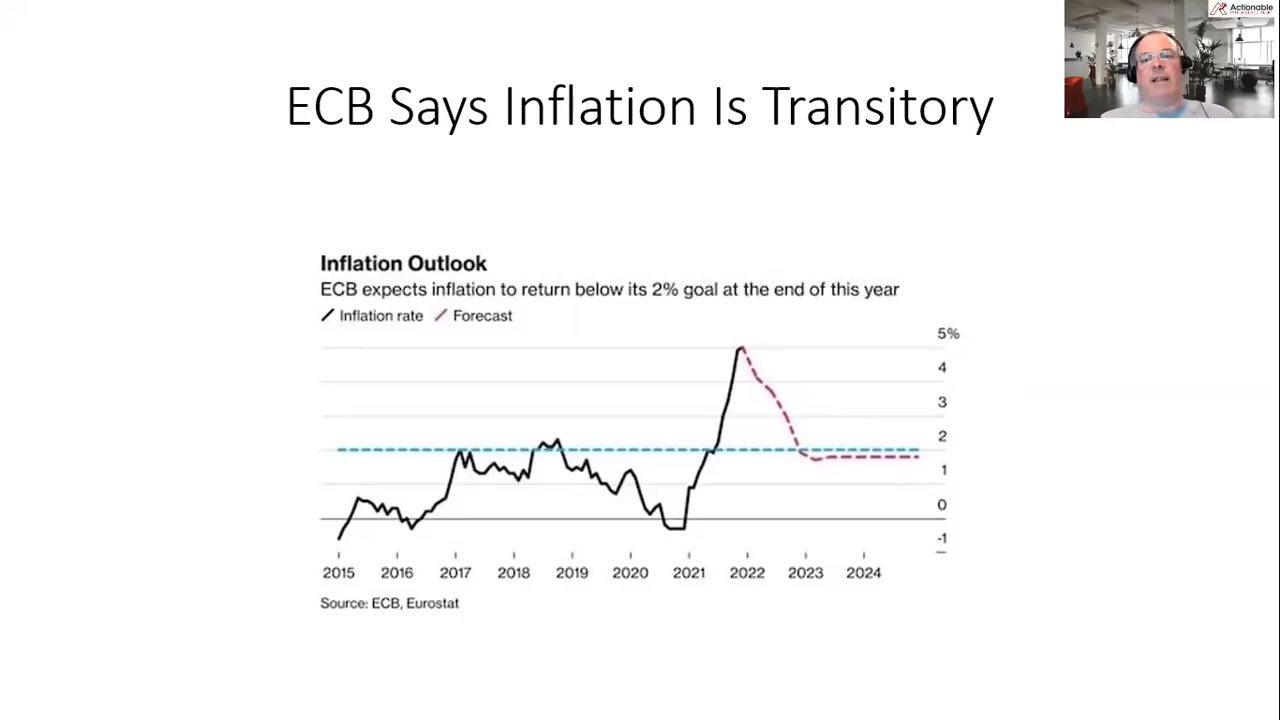 Actionable
ECB Says Inflation Is Transitory
Inflation Outlook
ECB expects inflation to return below its 2% goal at the end of this year
Inflation rate Forecast
5%
4
3
2
1
0
-1
2015 2016 2017 2018 2019 2020 2021 2022 2023 2024
Source: ECB, Eurostat